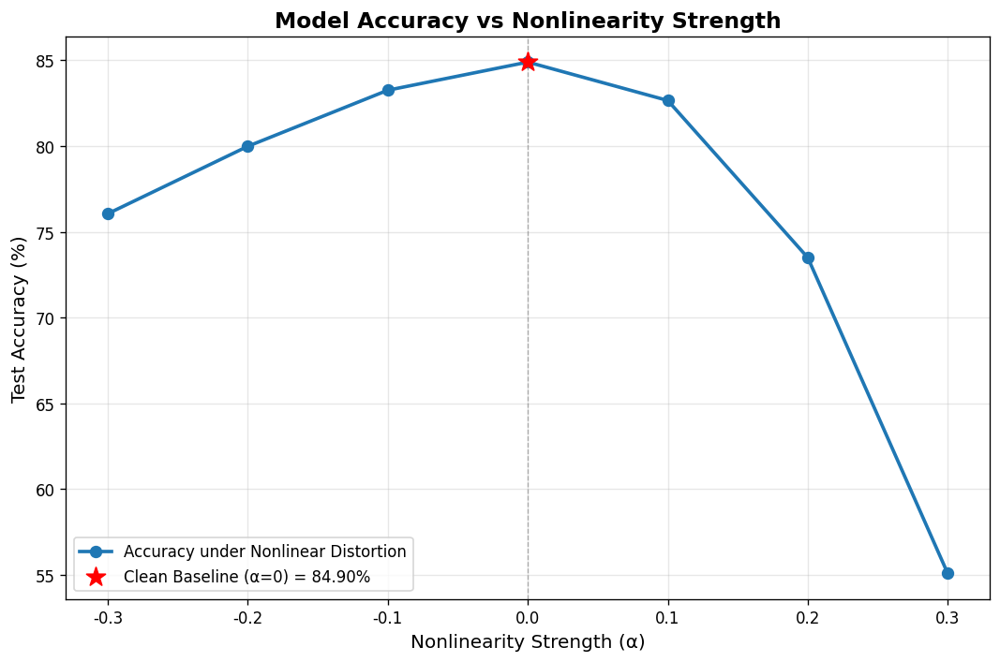 Model Accuracy vs Nonlinearity Strength
Test Accuracy (%)
85
80
75
70
65
60
55
Accuracy under Nonlinear Distortion
Clean Baseline (α=0) = 84.90%
-0.3 -0.2 -0.1 0.0 0.1 0.2 0.3
Nonlinearity Strength (α)